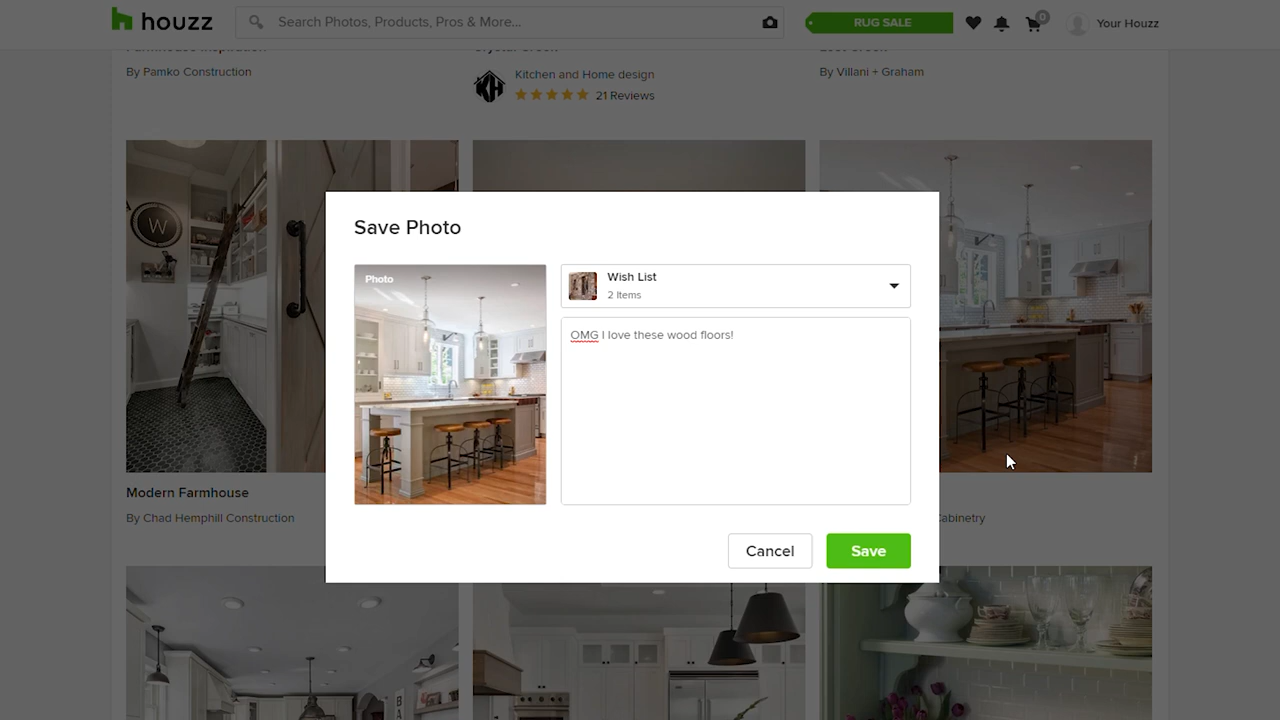 houzz
Search Photos, Products, Pros & More...
RUG SALE
0
Your Houzz
By Pamko Construction
Kitchen and Home design
21 Reviews
By Villani + Graham
Save Photo
Photo
Wish List
2 Items
OMG I love these wood floors!
Cancel
Save
W
Modern Farmhouse
By Chad Hemphill Construction
Cabinetry